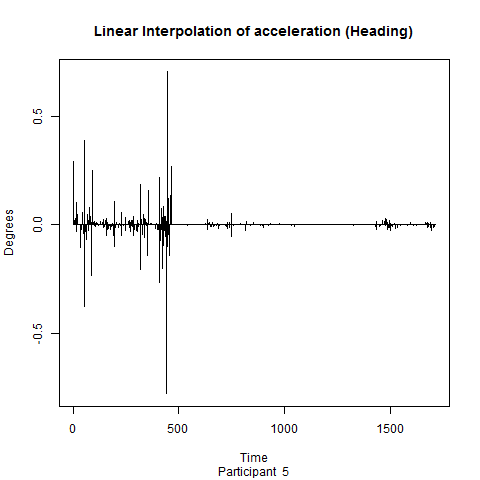 Linear Interpolation of acceleration (Heading)
Degrees
0.5
0.0
-0.5
0 500 1000 1500
Time
Participant 5